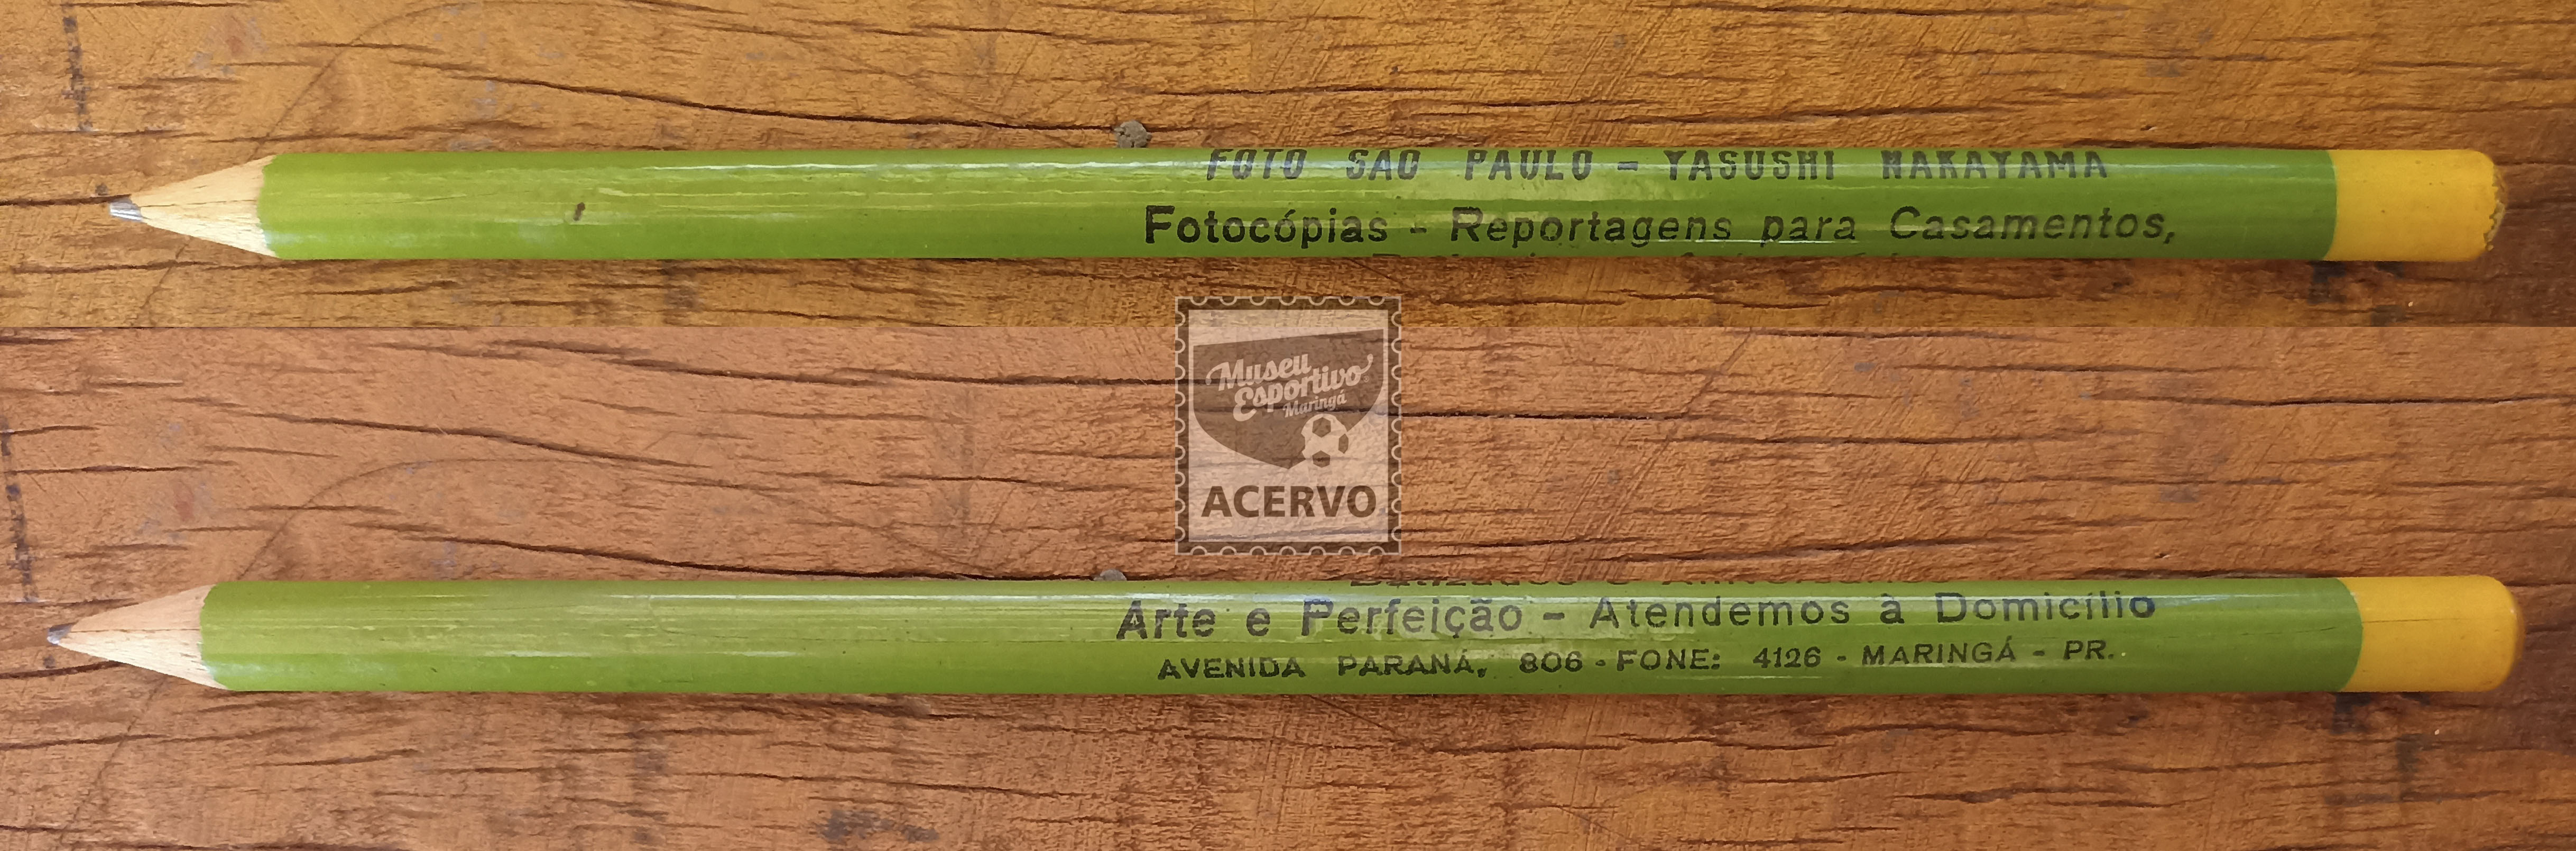 FOTO SAO PAULO - YASUSHI NAKAYAMA
Fotocópias - Reportagens para Casamentos,
Museu
Esportivo
Maringá
ACERVO
Arte e Perfeição - Atendemos à Domicílio
AVENIDA PARANÁ, 806 - FONE: 4126 - MARINGÁ - PR.